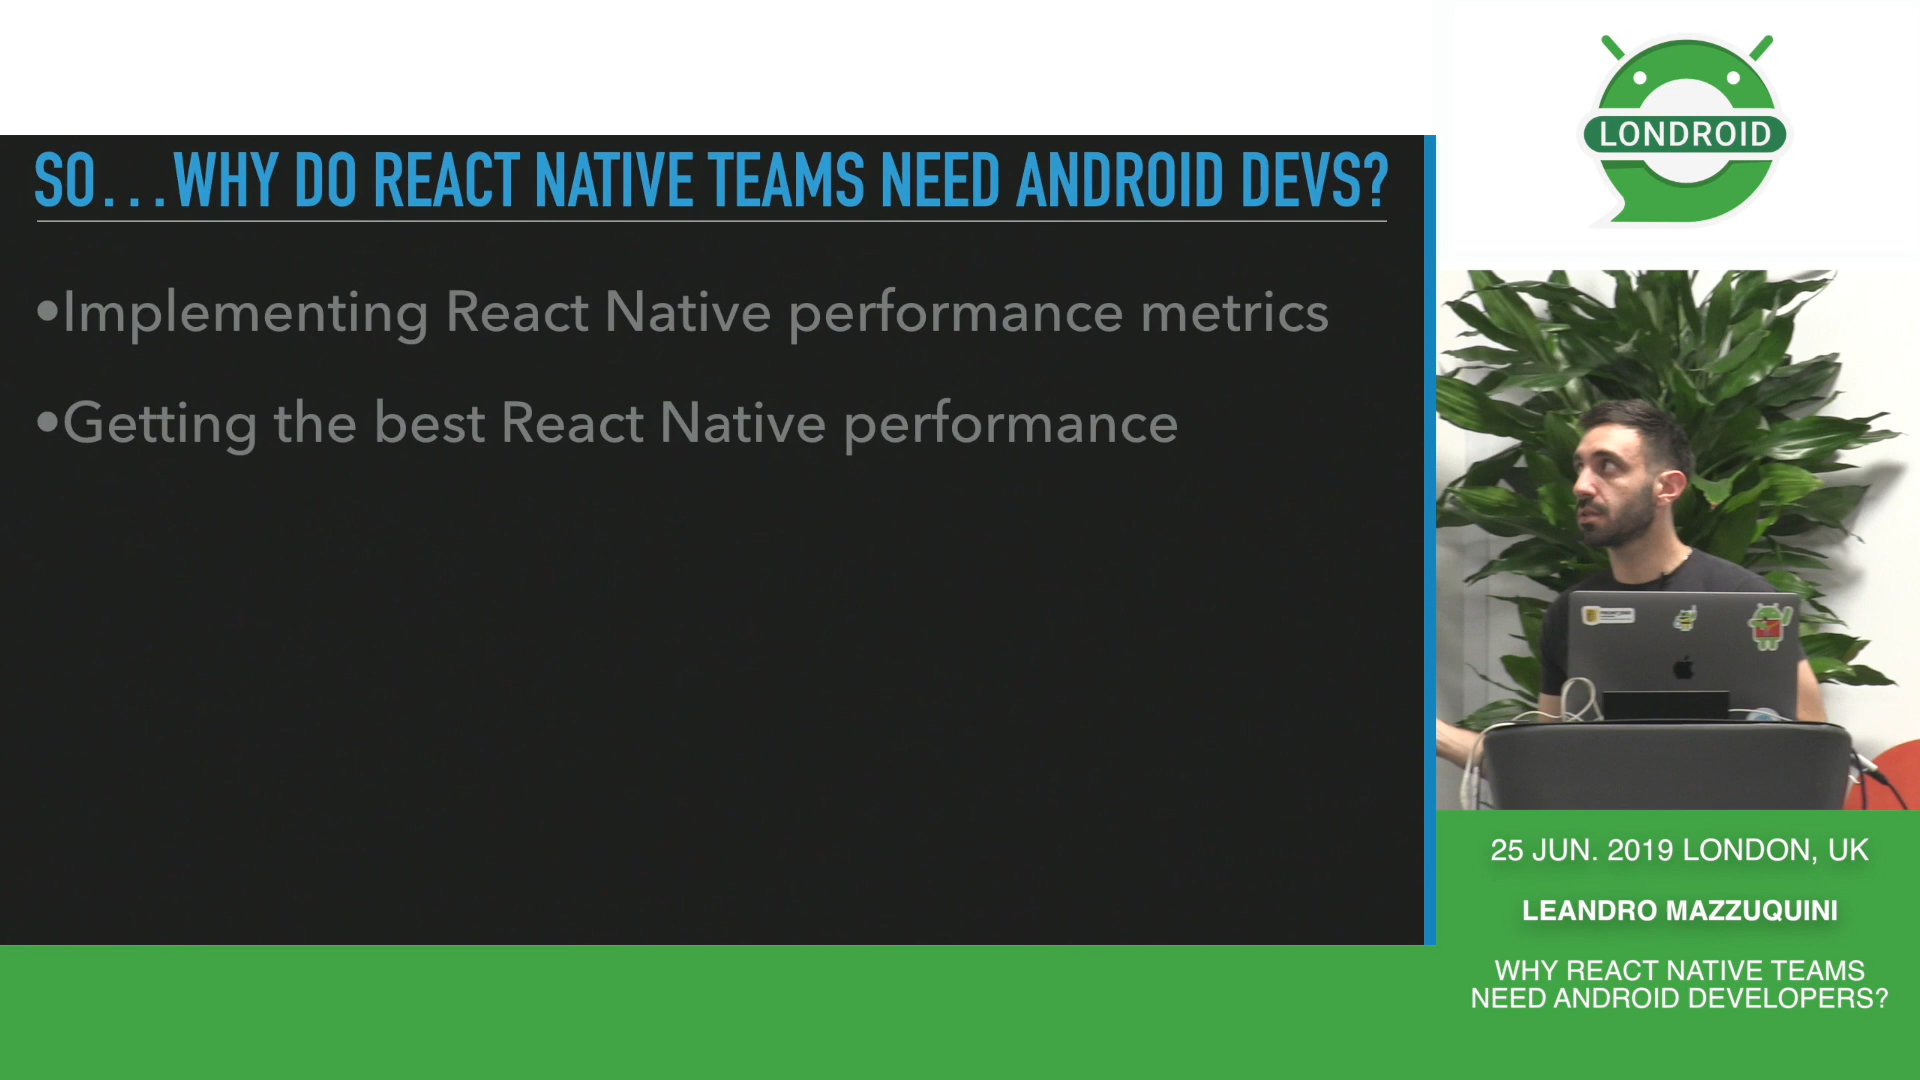 SO...WHY DO REACT NATIVE TEAMS NEED ANDROID DEVS?
•Implementing React Native performance metrics
•Getting the best React Native performance
LONDROID
25 JUN. 2019 LONDON, UK
LEANDRO MAZZUQUINI
WHY REACT NATIVE TEAMS
NEED ANDROID DEVELOPERS?